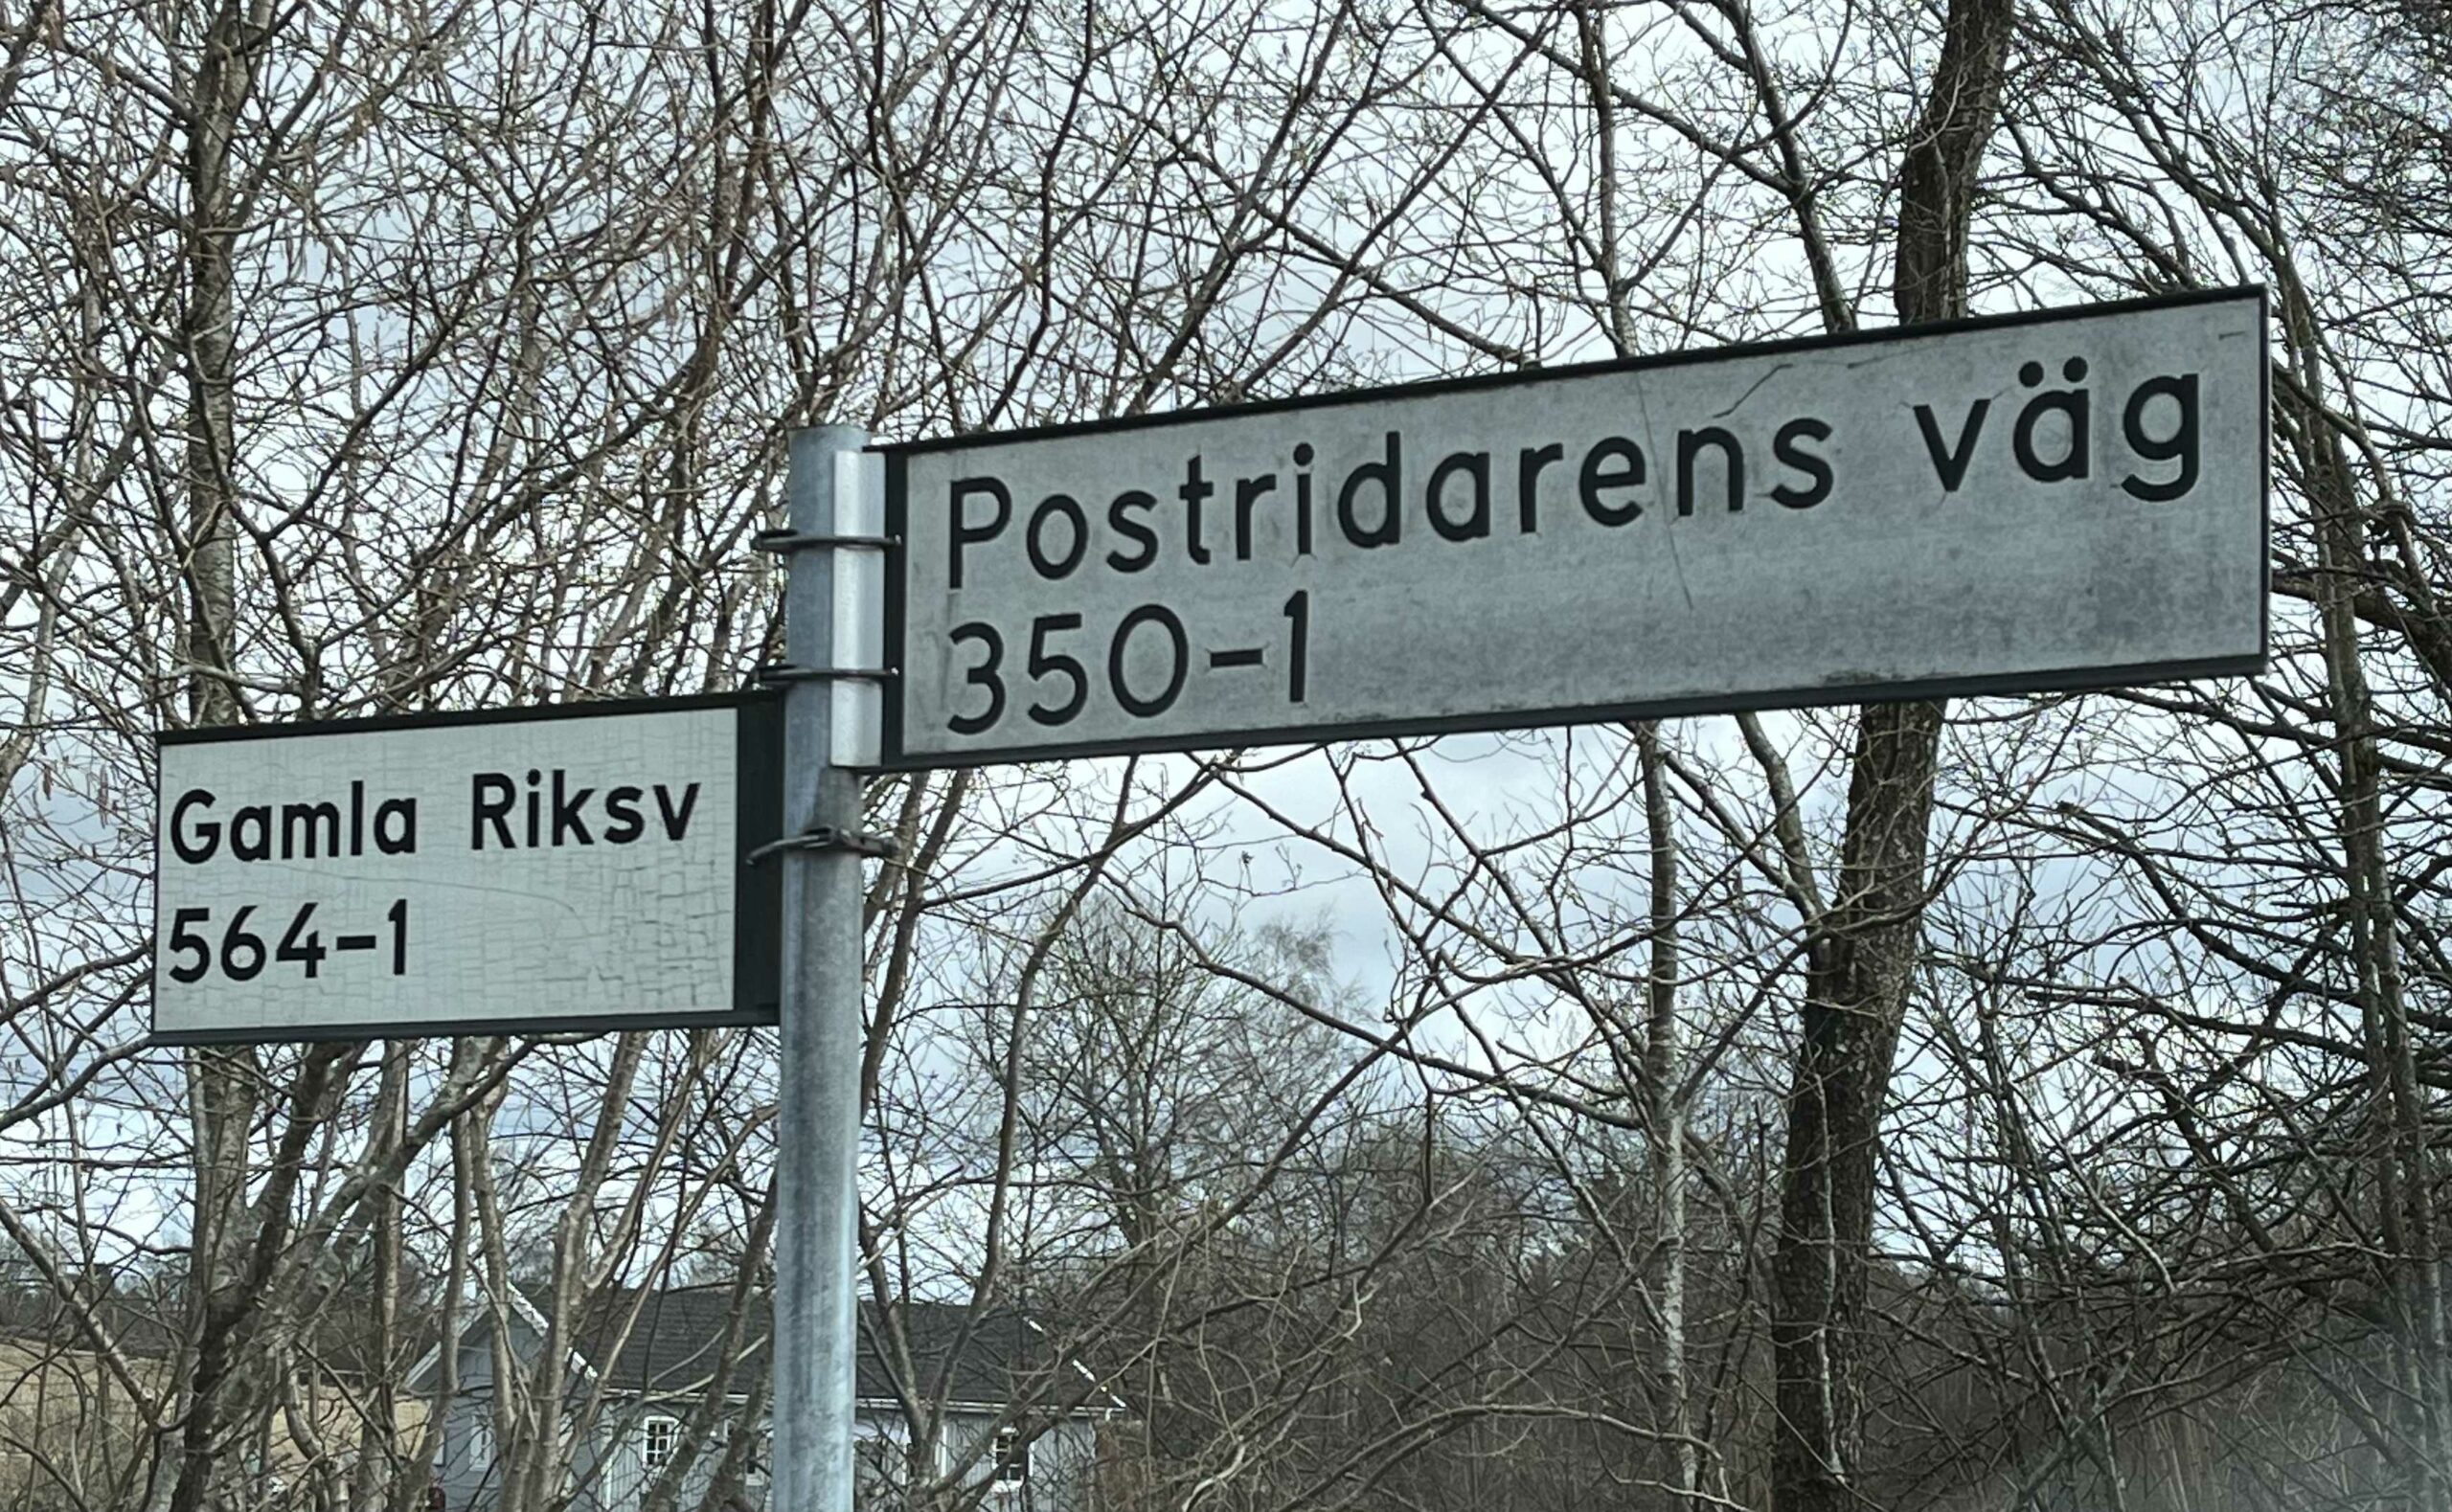 Postridarens väg
350-1
Gamla Riksv
564-1